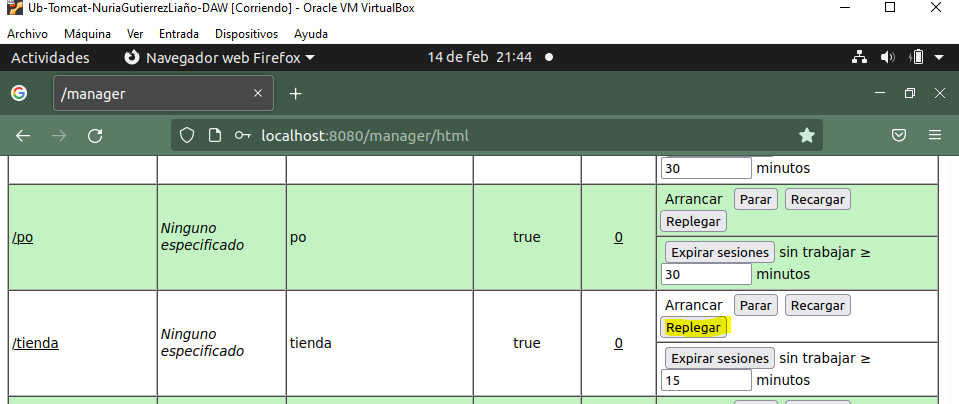 Ub-Tomcat-NuriaGutierrezLiaño-DAW [Corriendo] - Oracle VM VirtualBox
Archivo Máquina Ver Entrada Dispositivos Ayuda
Actividades Navegador web Firefox 14 de feb 21:44
/manager
localhost:8080/manager/html
30 minutos
/po Ninguno especificado po true 0 Arrancar Parar Recargar
Replegar
Expirar sesiones sin trabajar ≥
30 minutos
/tienda Ninguno especificado tienda true 0 Arrancar Parar Recargar
Replegar
Expirar sesiones sin trabajar ≥
15 minutos